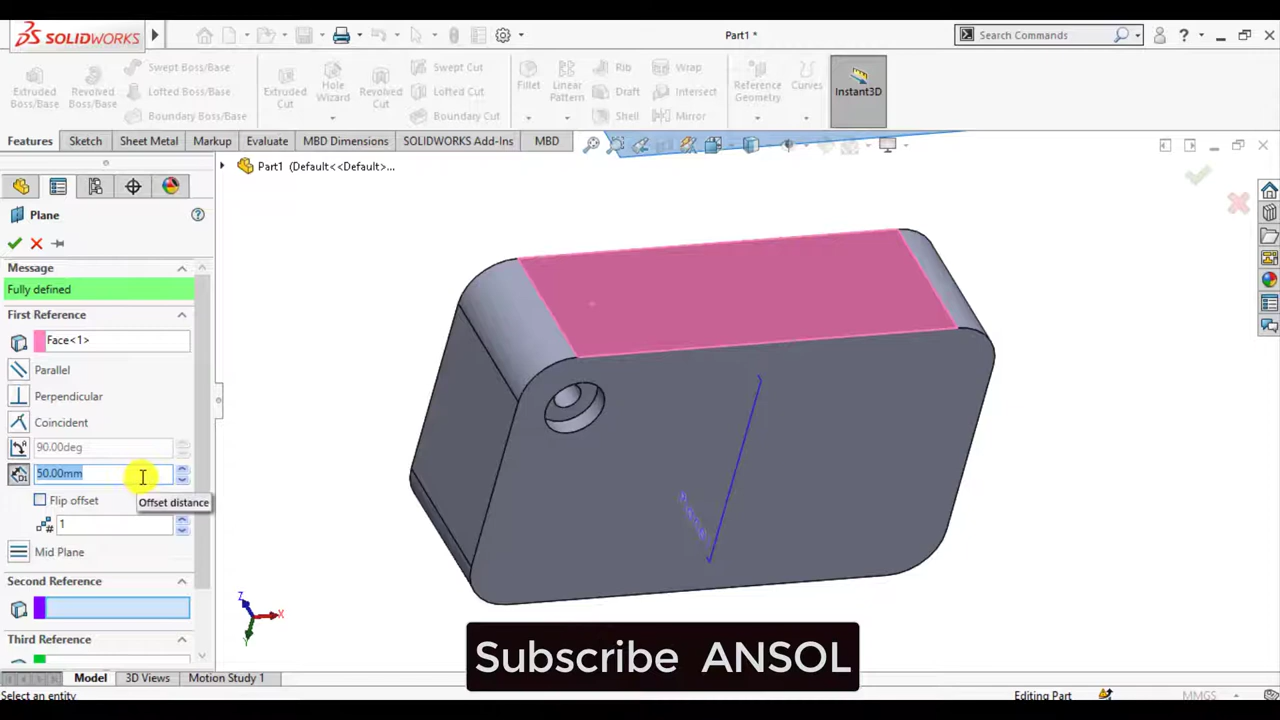 SOLIDWORKS
Part1 *
Search Commands
Extruded Boss/Base
Revolved Boss/Base
Swept Boss/Base
Lofted Boss/Base
Boundary Boss/Base
Extruded Cut
Hole Wizard
Revolved Cut
Swept Cut
Lofted Cut
Boundary Cut
Fillet
Linear Pattern
Rib
Draft
Shell
Wrap
Intersect
Mirror
Reference Geometry
Curves
Instant3D
Features
Sketch
Sheet Metal
Markup
Evaluate
MBD Dimensions
SOLIDWORKS Add-Ins
MBD
Part1 (Default<<Default>...
Plane
Message
Fully defined
First Reference
Face<1>
Parallel
Perpendicular
Coincident
90.00deg
50.00mm
Offset distance
Flip offset
1
Mid Plane
Second Reference
Third Reference
Z
X
Y
Subscribe ANSOL
Model
3D Views
Motion Study 1
Select an entity
Editing Part
MMGS